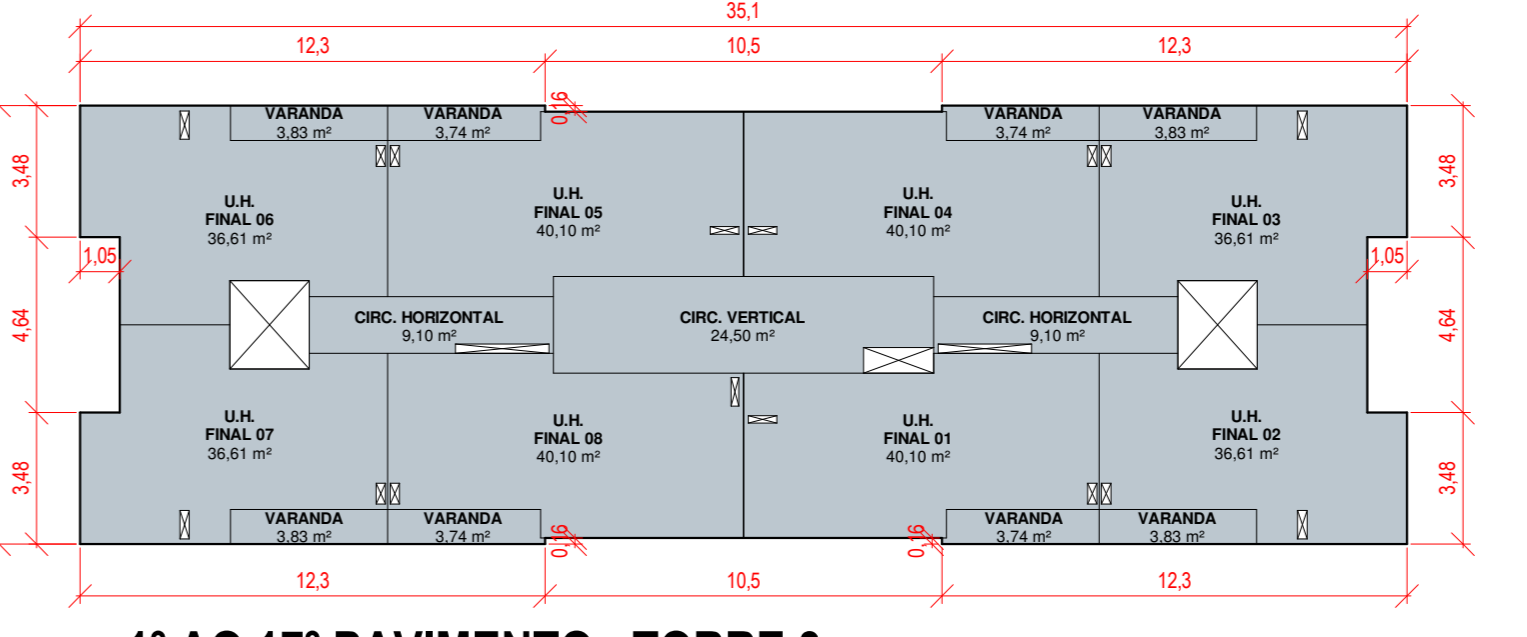 35,1
12,3
10,5
12,3
0,16
VARANDA
3,83 m²
VARANDA
3,74 m²
VARANDA
3,74 m²
VARANDA
3,83 m²
3,48
3,48
U.H.
FINAL 06
36,61 m²
U.H.
FINAL 05
40,10 m²
U.H.
FINAL 04
40,10 m²
U.H.
FINAL 03
36,61 m²
1,05
1,05
4,64
4,64
CIRC. HORIZONTAL
9,10 m²
CIRC. VERTICAL
24,50 m²
CIRC. HORIZONTAL
9,10 m²
U.H.
FINAL 07
36,61 m²
U.H.
FINAL 08
40,10 m²
U.H.
FINAL 01
40,10 m²
U.H.
FINAL 02
36,61 m²
3,48
3,48
VARANDA
3,83 m²
VARANDA
3,74 m²
VARANDA
3,74 m²
VARANDA
3,83 m²
0,16
0,16
12,3
10,5
12,3